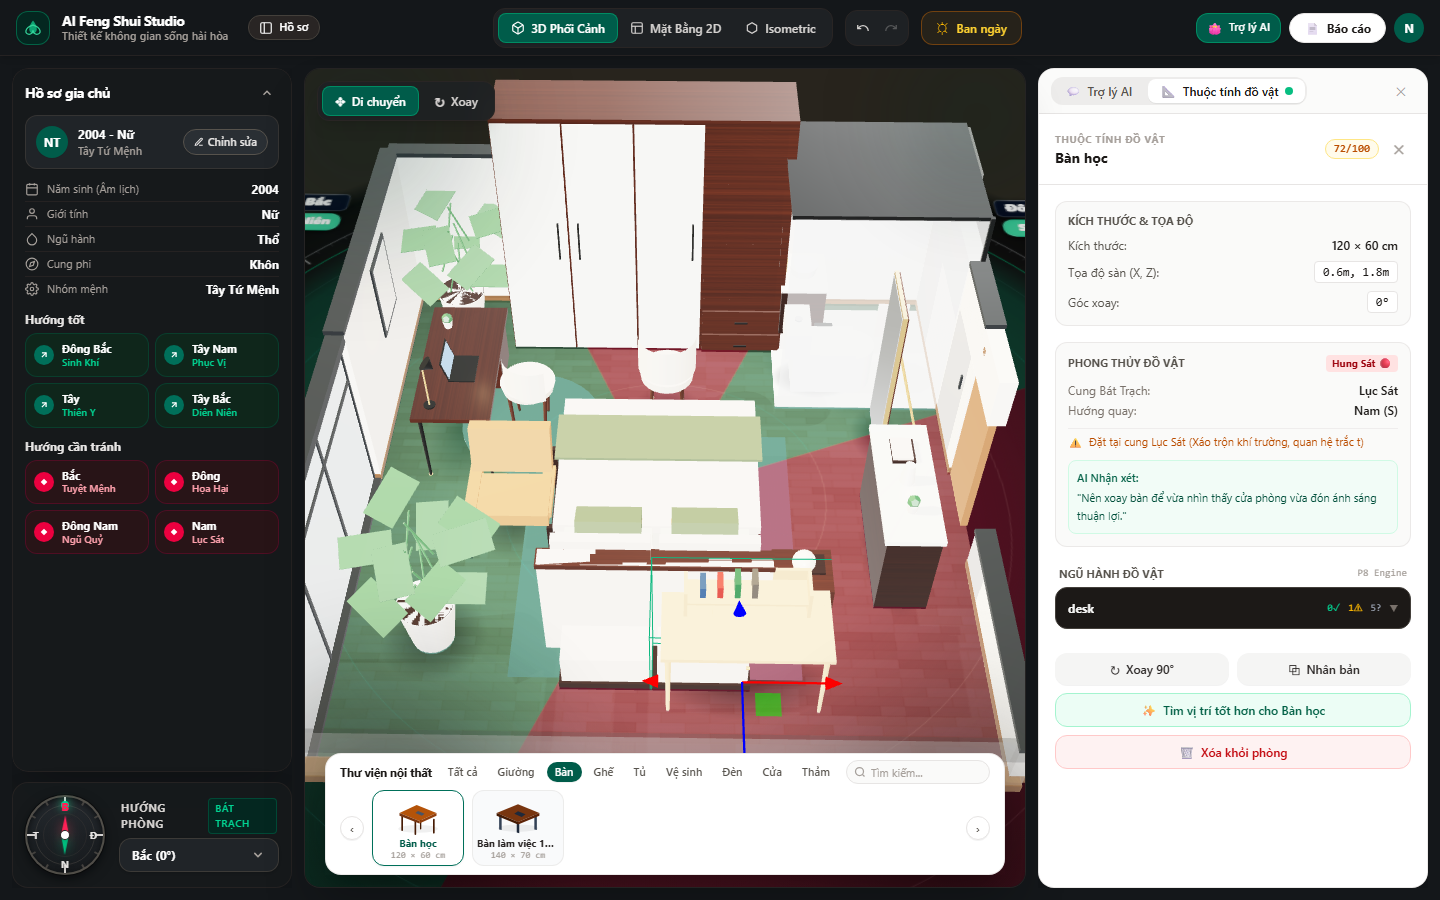 AI Feng Shui Studio
Thiết kế không gian sống hài hòa
Hồ sơ
3D Phối Cảnh
Mặt Bằng 2D
Isometric
Ban ngày
Trợ lý AI
Báo cáo
N
Hồ sơ gia chủ
NT
2004 - Nữ
Tây Tứ Mệnh
Chỉnh sửa
Năm sinh (Âm lịch) 2004
Giới tính Nữ
Ngũ hành Thổ
Cung phi Khôn
Nhóm mệnh Tây Tứ Mệnh
Hướng tốt
Đông Bắc
Sinh Khí
Tây Nam
Phục Vị
Tây
Thiên Y
Tây Bắc
Diên Niên
Hướng cần tránh
Bắc
Tuyệt Mệnh
Đông
Họa Hại
Đông Nam
Ngũ Quỷ
Nam
Lục Sát
T
Đ
N
HƯỚNG
PHÒNG
BÁT
TRẠCH
Bắc (0°)
Di chuyển
Xoay
Bắc
Thư viện nội thất
Tất cả
Giường
Bàn
Ghế
Tủ
Vệ sinh
Đèn
Cửa
Thảm
Tìm kiếm...
Bàn học
120 × 60 cm
Bàn làm việc 1...
140 × 70 cm
Trợ lý AI
Thuộc tính đồ vật
THUỘC TÍNH ĐỒ VẬT
Bàn học
72/100
KÍCH THƯỚC & TỌA ĐỘ
Kích thước: 120 × 60 cm
Tọa độ sàn (X, Z): 0.6m, 1.8m
Góc xoay: 0°
PHONG THỦY ĐỒ VẬT
Hung Sát
Cung Bát Trạch: Lục Sát
Hướng quay: Nam (S)
Đặt tại cung Lục Sát (Xáo trộn khí trường, quan hệ trắc t)
AI Nhận xét:
"Nên xoay bàn để vừa nhìn thấy cửa phòng vừa đón ánh sáng
thuận lợi."
NGŨ HÀNH ĐỒ VẬT
P8 Engine
desk
0✓ 1⚠ 5? ▼
Xoay 90°
Nhân bản
Tìm vị trí tốt hơn cho Bàn học
Xóa khỏi phòng